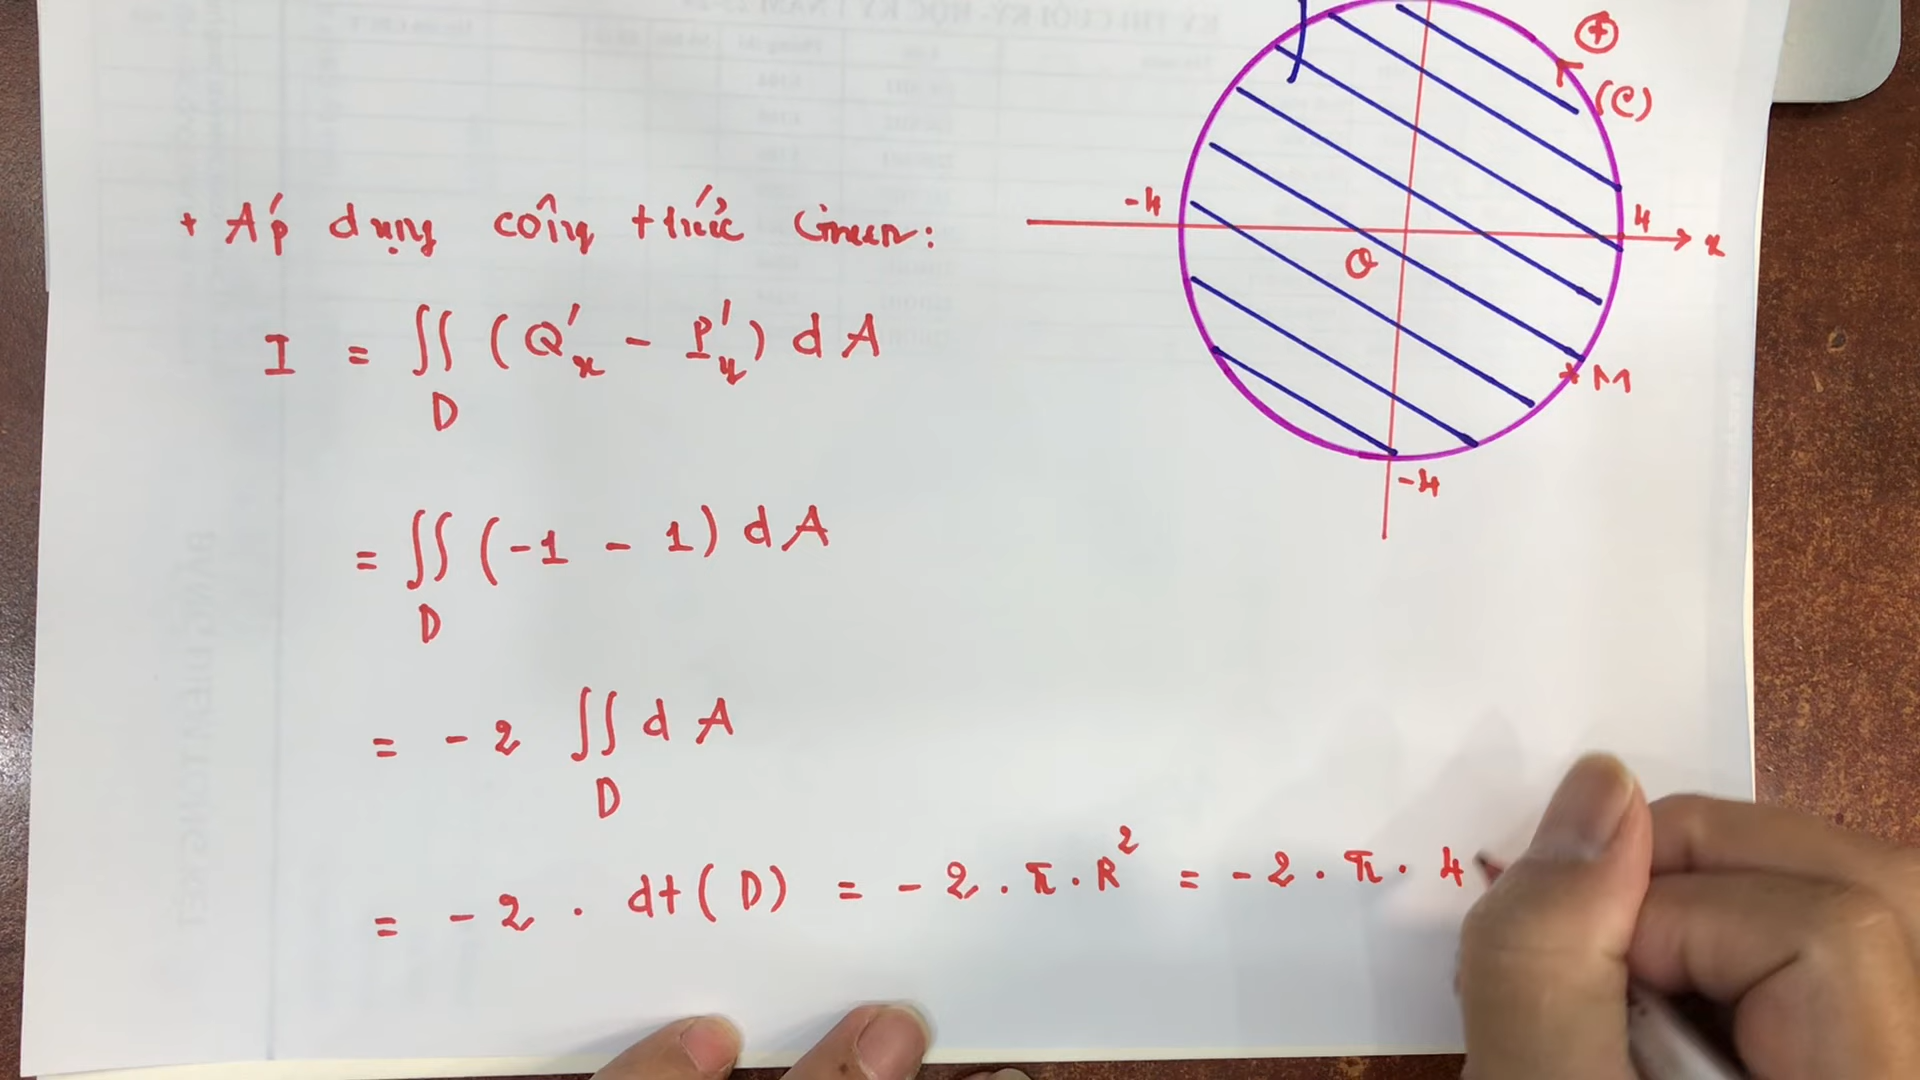 (+)
(C)
-4
4
x
O
M
-4
+ Áp dụng công thức Green:
I = ∬ ( Q'x - P'y ) dA
D
= ∬ (-1 - 1) dA
D
= - 2 ∬ dA
D
= - 2 . dt ( D ) = - 2 . π . R² = - 2 . π . 4